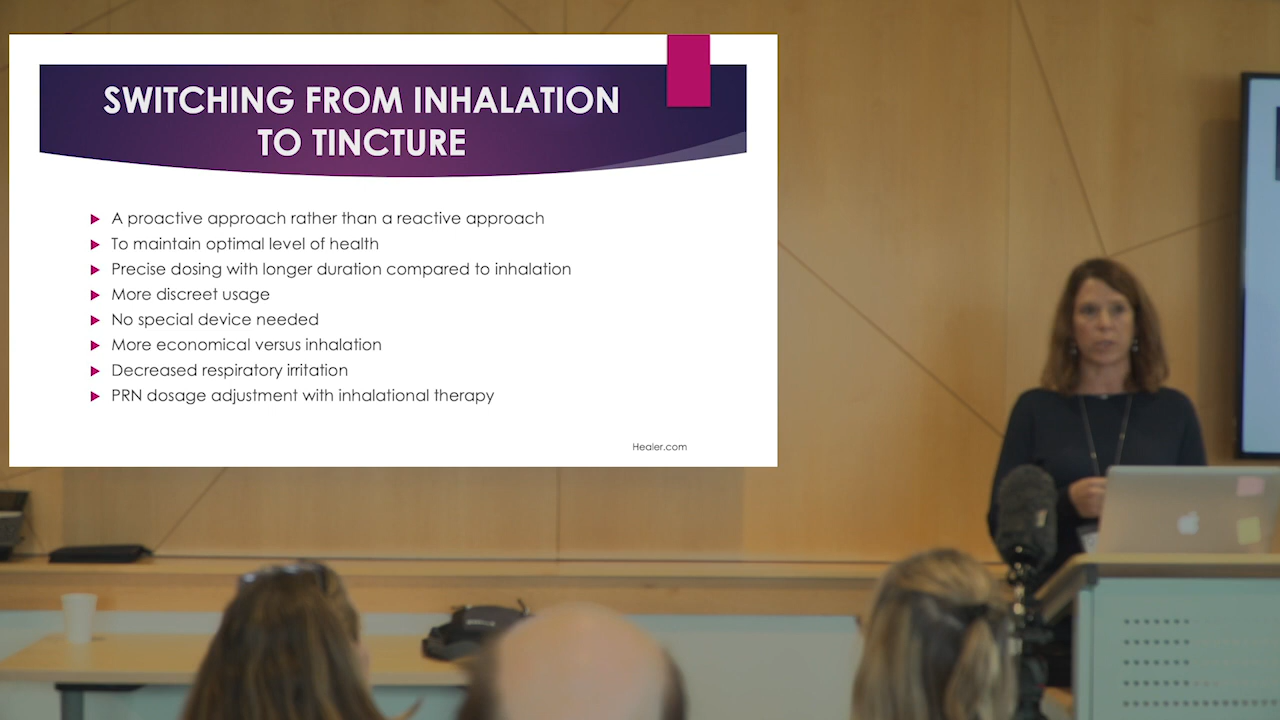 SWITCHING FROM INHALATION
TO TINCTURE
A proactive approach rather than a reactive approach
To maintain optimal level of health
Precise dosing with longer duration compared to inhalation
More discreet usage
No special device needed
More economical versus inhalation
Decreased respiratory irritation
PRN dosage adjustment with inhalational therapy
Healer.com